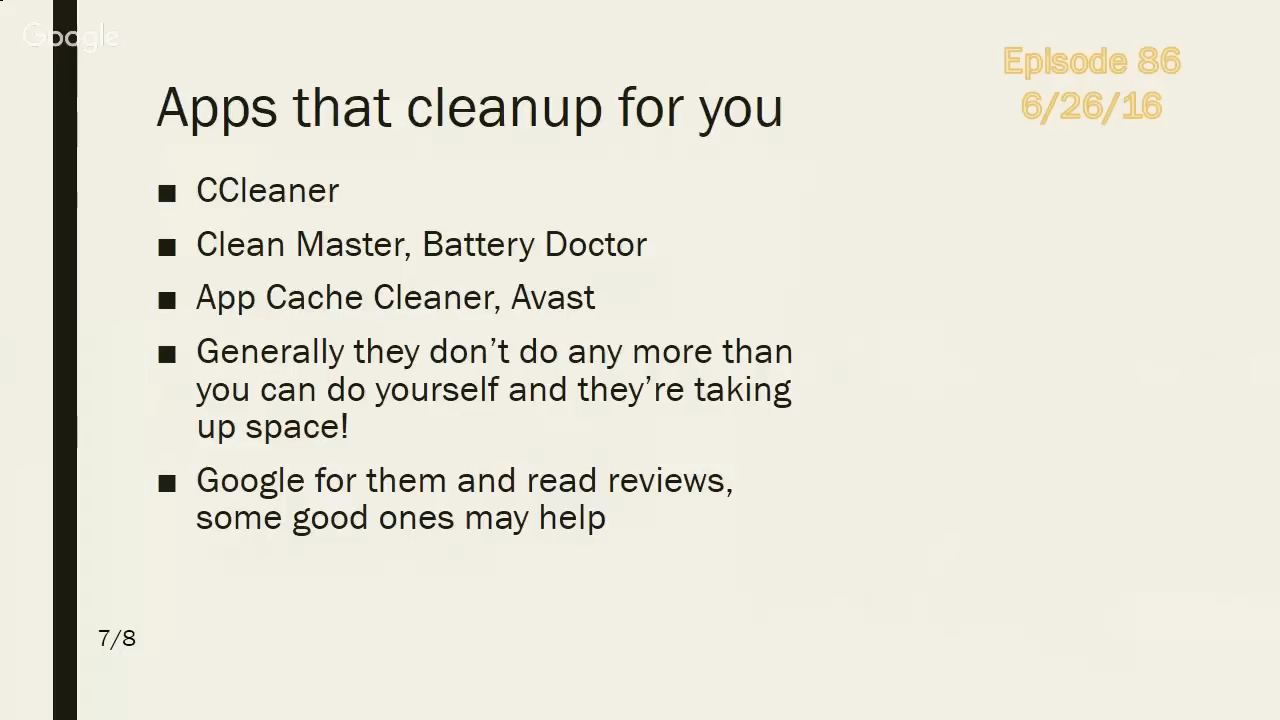 Google
Episode 86
6/26/16
Apps that cleanup for you
■ CCleaner
■ Clean Master, Battery Doctor
■ App Cache Cleaner, Avast
■ Generally they don’t do any more than
you can do yourself and they’re taking
up space!
■ Google for them and read reviews,
some good ones may help
7/8